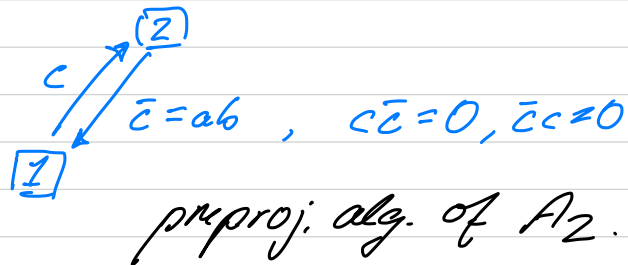 2
c
c̄ = ab , cc̄ = 0, c̄c = 0
1
preproj. alg. of A₂.